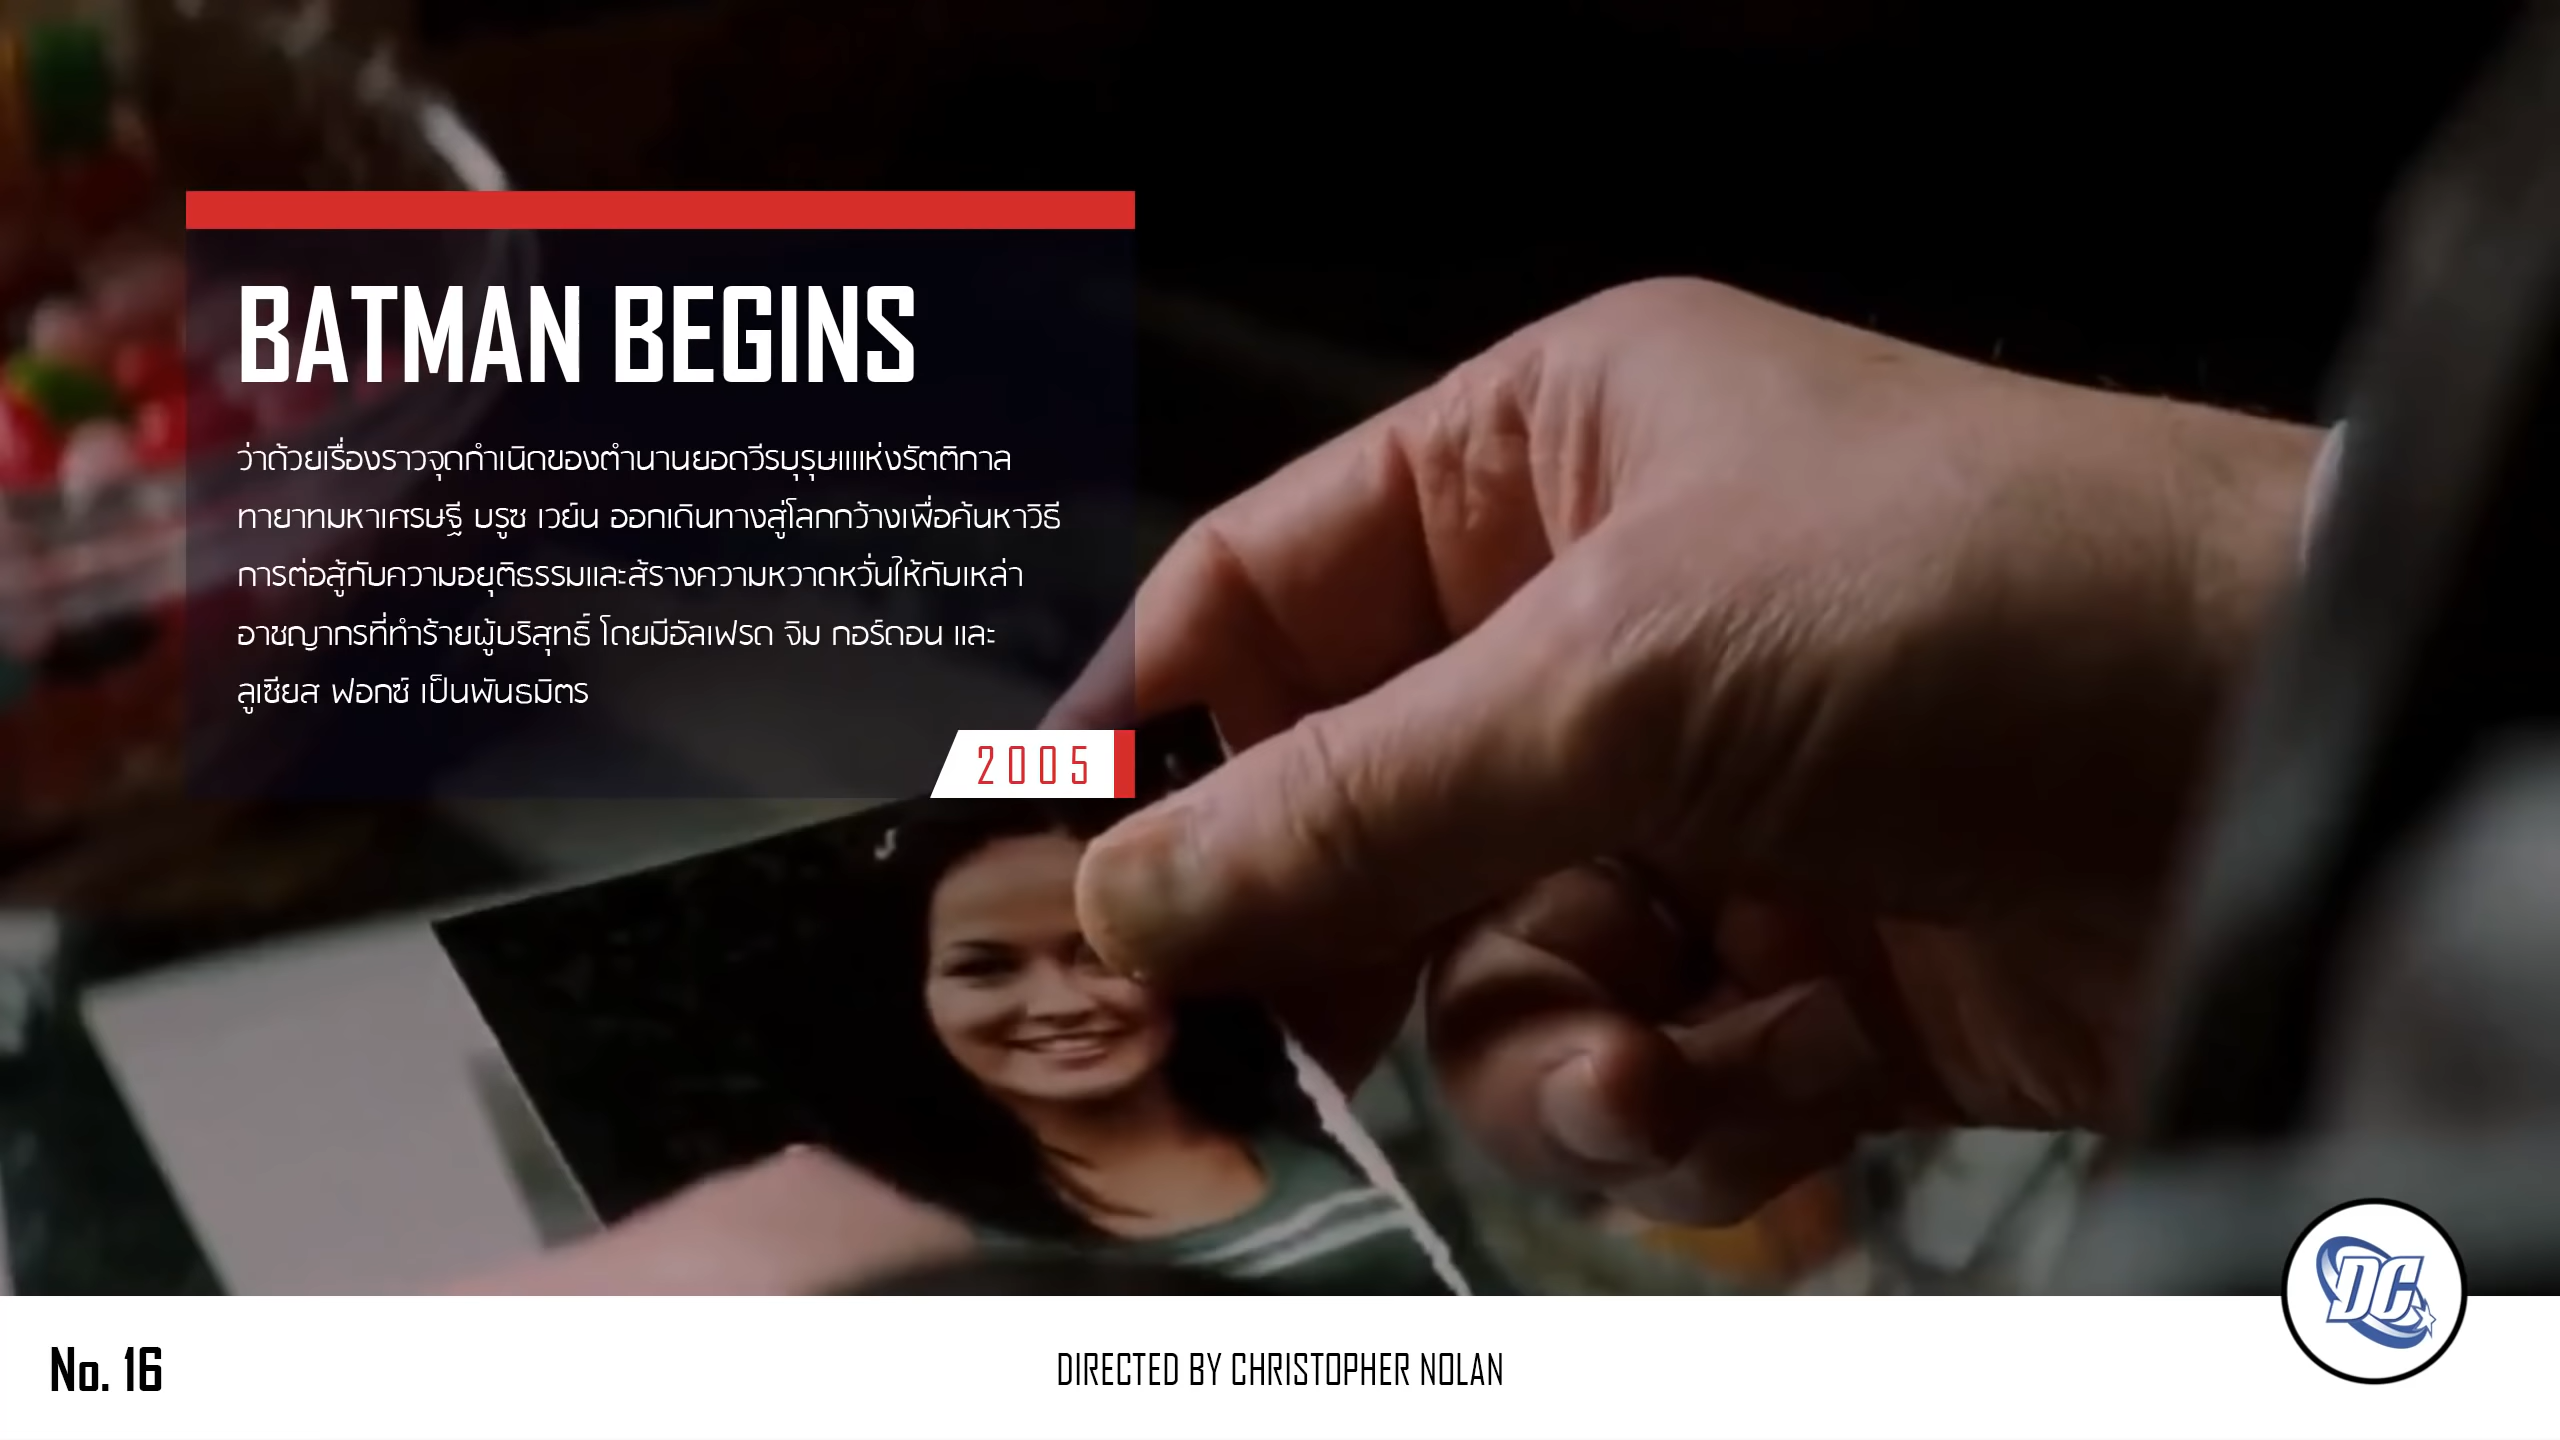 BATMAN BEGINS
ว่าด้วยเรื่องราวจุดกำเนิดของตำนานยอดวีรบุรุษแแห่งรัตติกาล
ทายาทมหาเศรษฐี บรูซ เวย์น ออกเดินทางสู่โลกกว้างเพื่อค้นหาวิธี
การต่อสู้กับความอยุติธรรมและส้รางความหวาดหวั่นให้กับเหล่า
อาชญากรที่ทำร้ายผู้บริสุทธิ์ โดยมีอัลเฟรด จิม กอร์ดอน และ
ลูเซียส ฟอกซ์ เป็นพันธมิตร
2005
No. 16
DIRECTED BY CHRISTOPHER NOLAN
DC